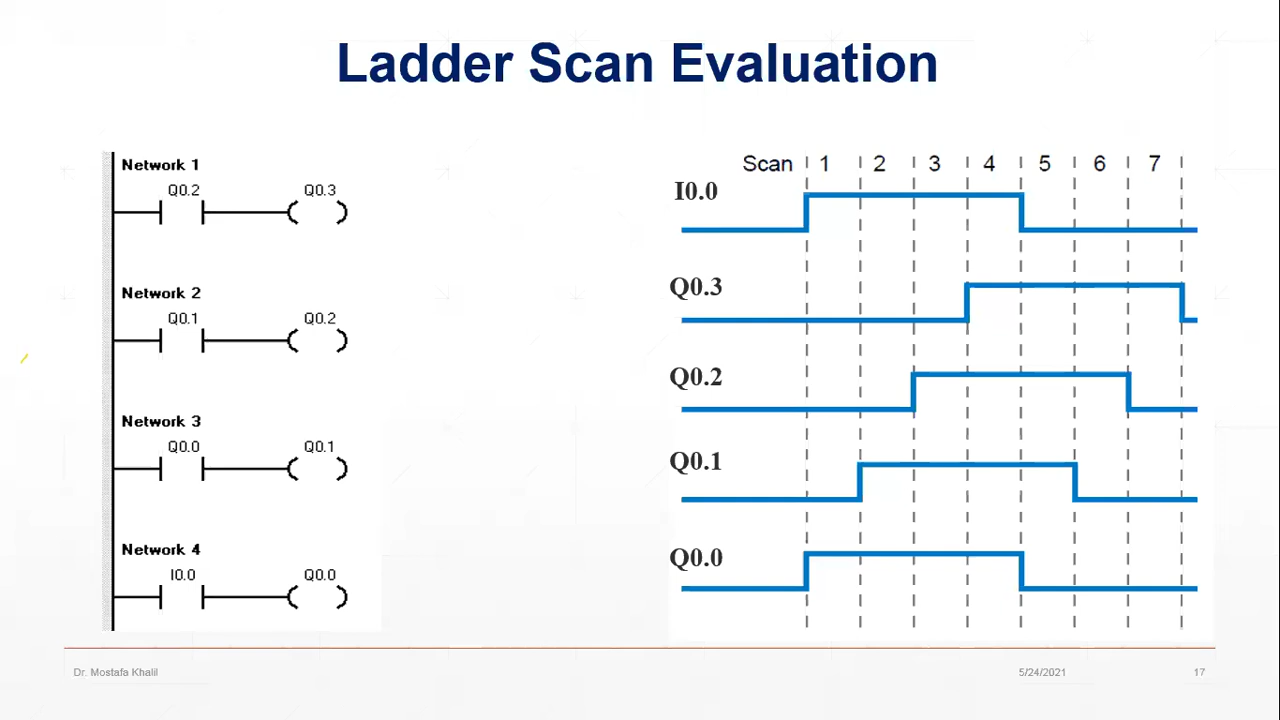 Ladder Scan Evaluation
Network 1
Q0.2 Q0.3
Network 2
Q0.1 Q0.2
Network 3
Q0.0 Q0.1
Network 4
I0.0 Q0.0
Scan 1 2 3 4 5 6 7
I0.0
Q0.3
Q0.2
Q0.1
Q0.0
Dr. Mostafa Khalil 5/24/2021 17